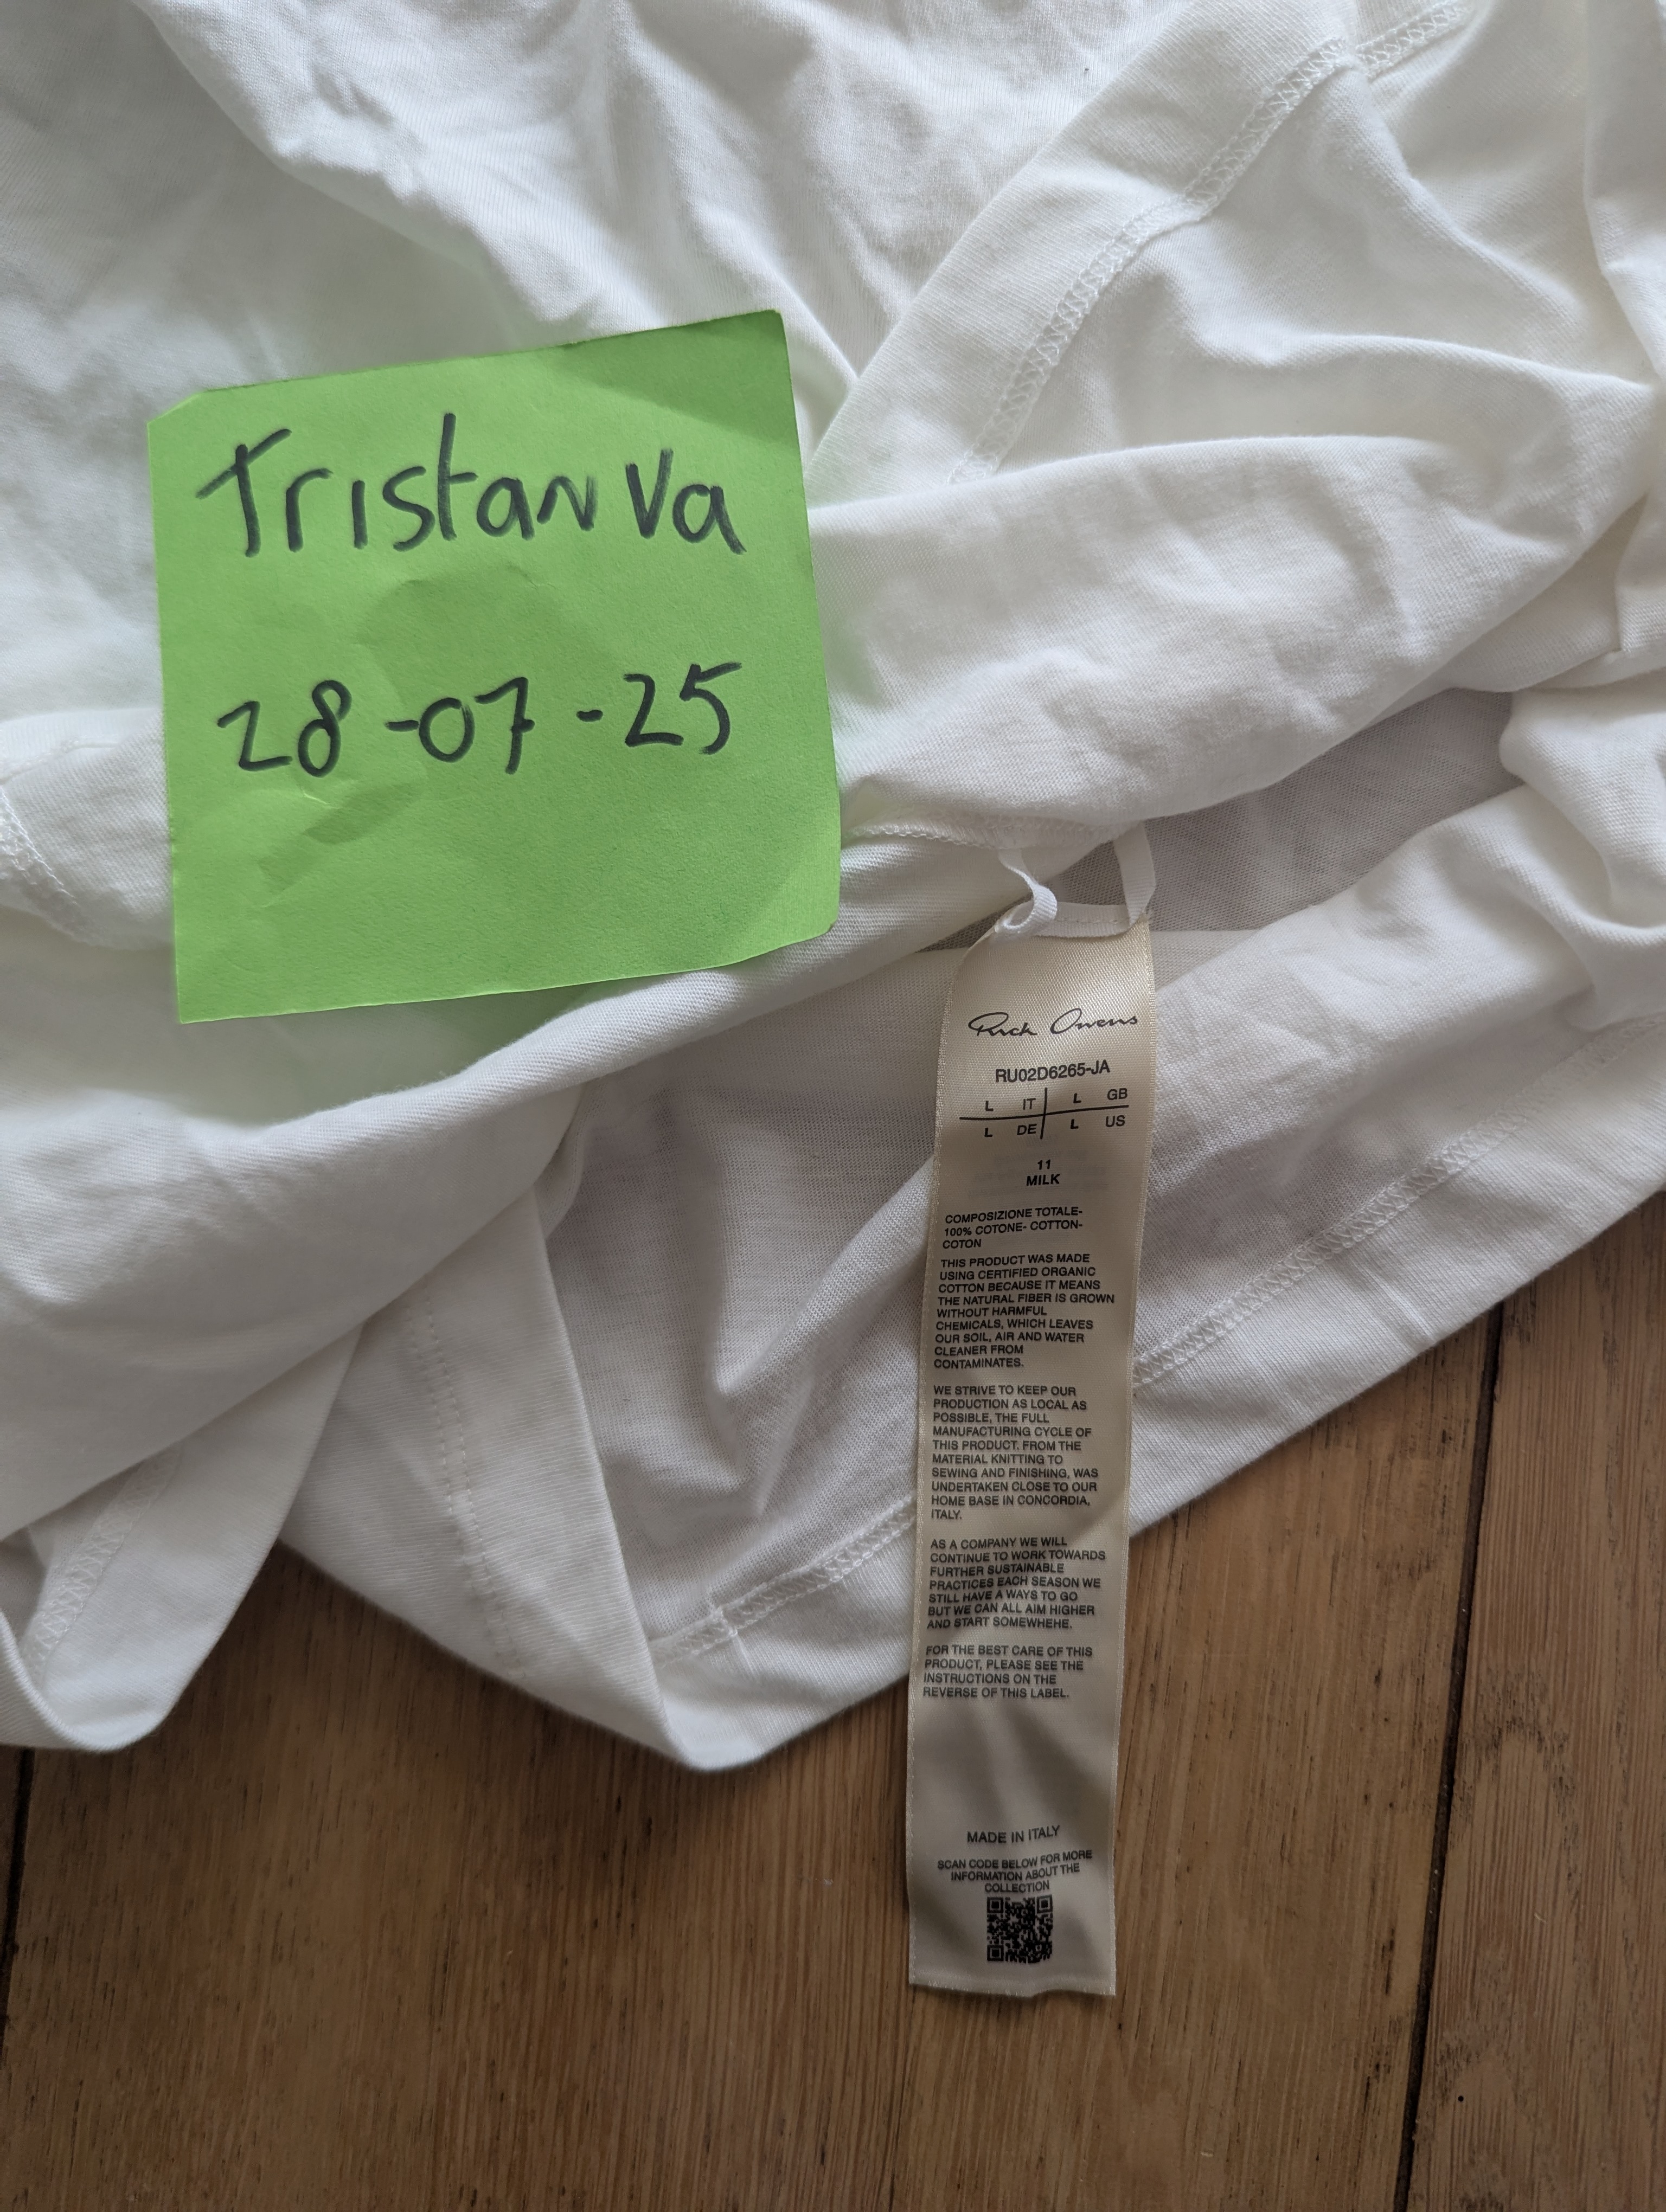 Tristan Va
28-07-25
Rick Owens
RU02D6265-JA
L IT L GB
L DE L US
11
MILK
COMPOSIZIONE TOTALE-
100% COTONE- COTTON-
COTON
THIS PRODUCT WAS MADE
USING CERTIFIED ORGANIC
COTTON BECAUSE IT MEANS
THE NATURAL FIBER IS GROWN
WITHOUT HARMFUL
CHEMICALS, WHICH LEAVES
OUR SOIL, AIR AND WATER
CLEANER FROM
CONTAMINATES.
WE STRIVE TO KEEP OUR
PRODUCTION AS LOCAL AS
POSSIBLE, THE FULL
MANUFACTURING CYCLE OF
THIS PRODUCT. FROM THE
MATERIAL KNITTING TO
SEWING AND FINISHING, WAS
UNDERTAKEN CLOSE TO OUR
HOME BASE IN CONCORDIA,
ITALY.
AS A COMPANY WE WILL
CONTINUE TO WORK TOWARDS
FURTHER SUSTAINABLE
PRACTICES EACH SEASON WE
STILL HAVE A WAYS TO GO
BUT WE CAN ALL AIM HIGHER
AND START SOMEWHEHE.
FOR THE BEST CARE OF THIS
PRODUCT, PLEASE SEE THE
INSTRUCTIONS ON THE
REVERSE OF THIS LABEL.
MADE IN ITALY
SCAN CODE BELOW FOR MORE
INFORMATION ABOUT THE
COLLECTION